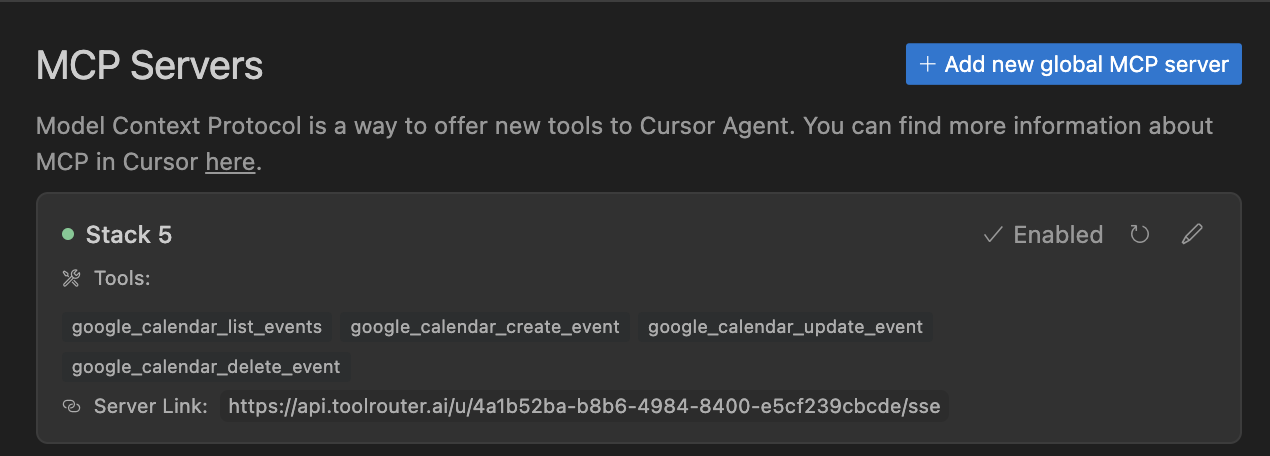 MCP Servers
+ Add new global MCP server
Model Context Protocol is a way to offer new tools to Cursor Agent. You can find more information about
MCP in Cursor here.
Stack 5
Enabled
Tools:
google_calendar_list_events google_calendar_create_event google_calendar_update_event
google_calendar_delete_event
Server Link: https://api.toolrouter.ai/u/4a1b52ba-b8b6-4984-8400-e5cf239cbcde/sse